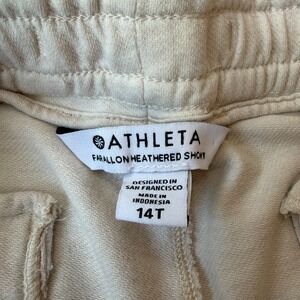 ATHLETA
FARALLON HEATHERED SHORT
DESIGNED IN
SAN FRANCISCO
MADE IN
INDONESIA
14T